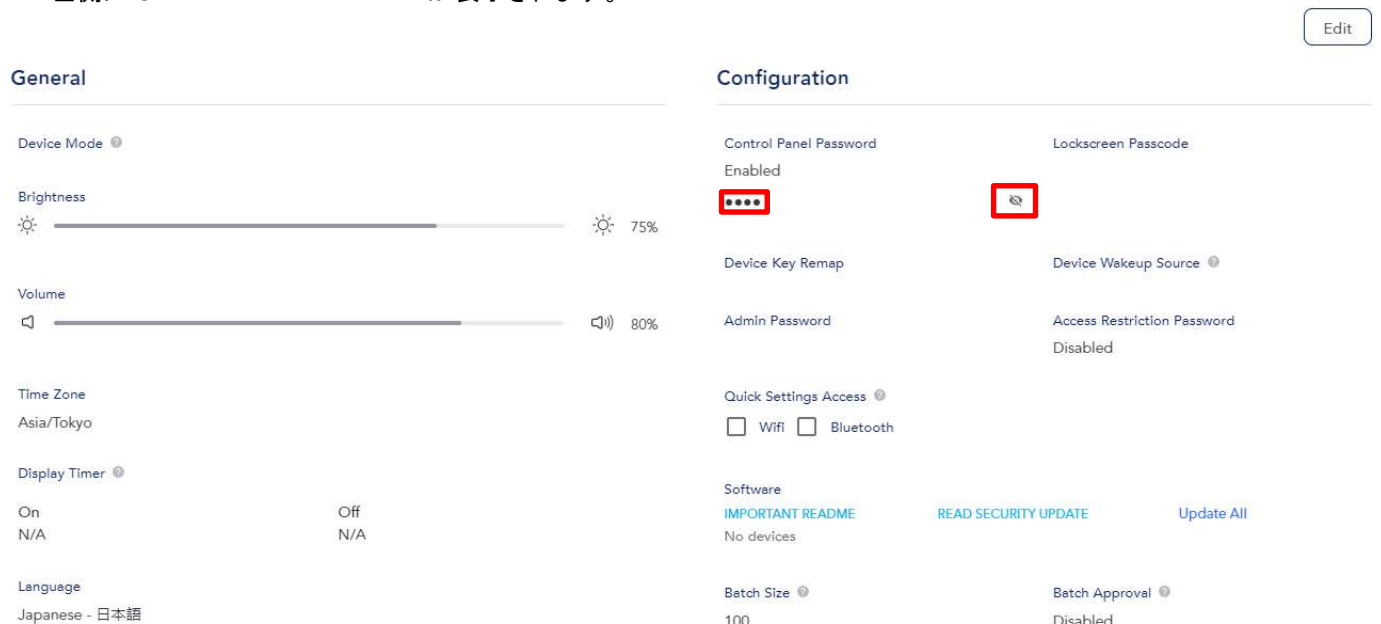 Edit
General
Device Mode
Brightness
75%
Volume
80%
Time Zone
Asia/Tokyo
Display Timer
On Off
N/A N/A
Language
Japanese - 日本語
Configuration
Control Panel Password Lockscreen Passcode
Enabled
••••
Device Key Remap Device Wakeup Source
Admin Password Access Restriction Password
Disabled
Quick Settings Access
Wifi Bluetooth
Software
IMPORTANT README READ SECURITY UPDATE Update All
No devices
Batch Size Batch Approval
100 Disabled